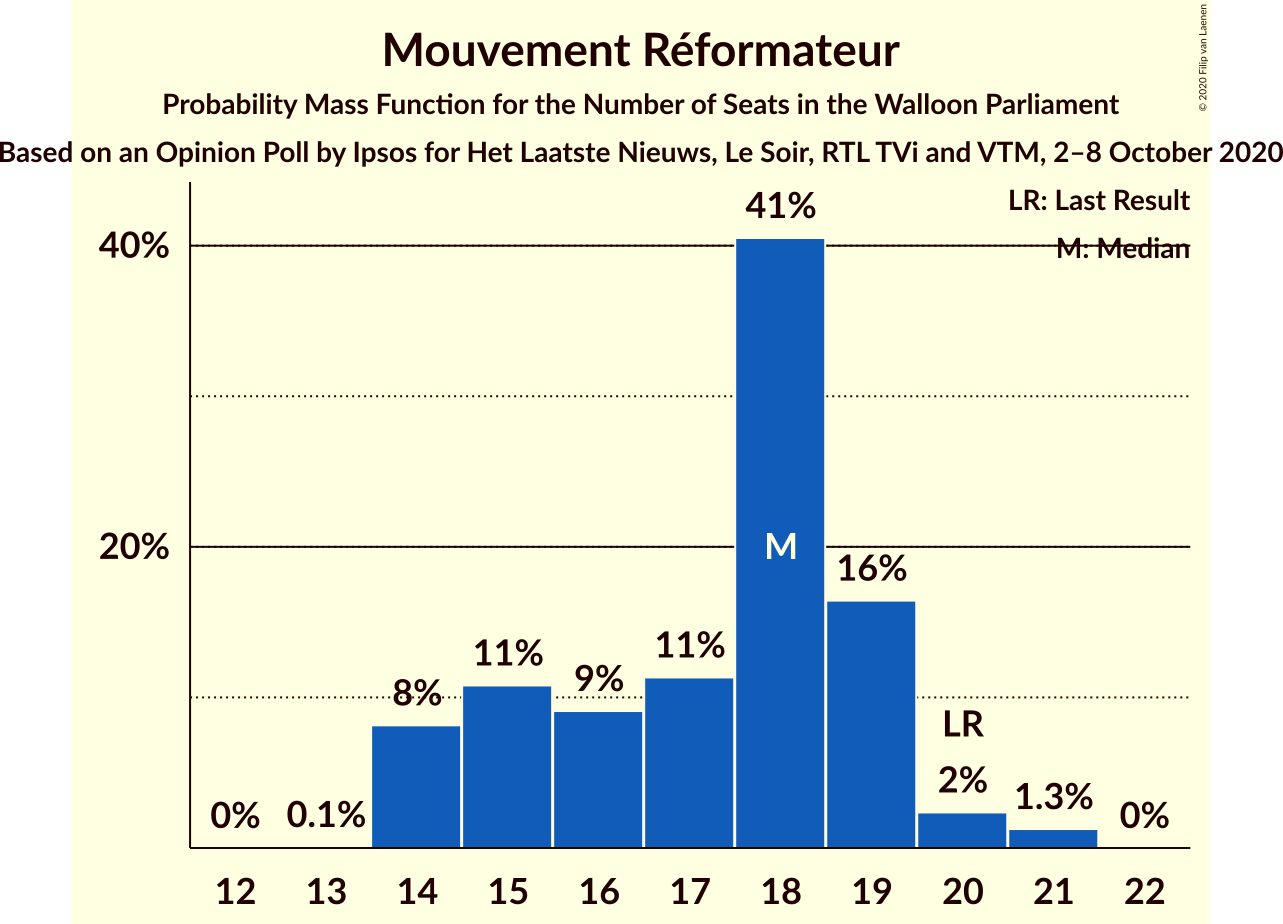 Mouvement Réformateur
Probability Mass Function for the Number of Seats in the Walloon Parliament
Based on an Opinion Poll by Ipsos for Het Laatste Nieuws, Le Soir, RTL TVi and VTM, 2–8 October 2020
© 2020 Filip van Laenen
LR: Last Result
M: Median
40%
20%
0%
0.1%
8%
11%
9%
11%
41%
M
16%
LR
2%
1.3%
0%
12 13 14 15 16 17 18 19 20 21 22